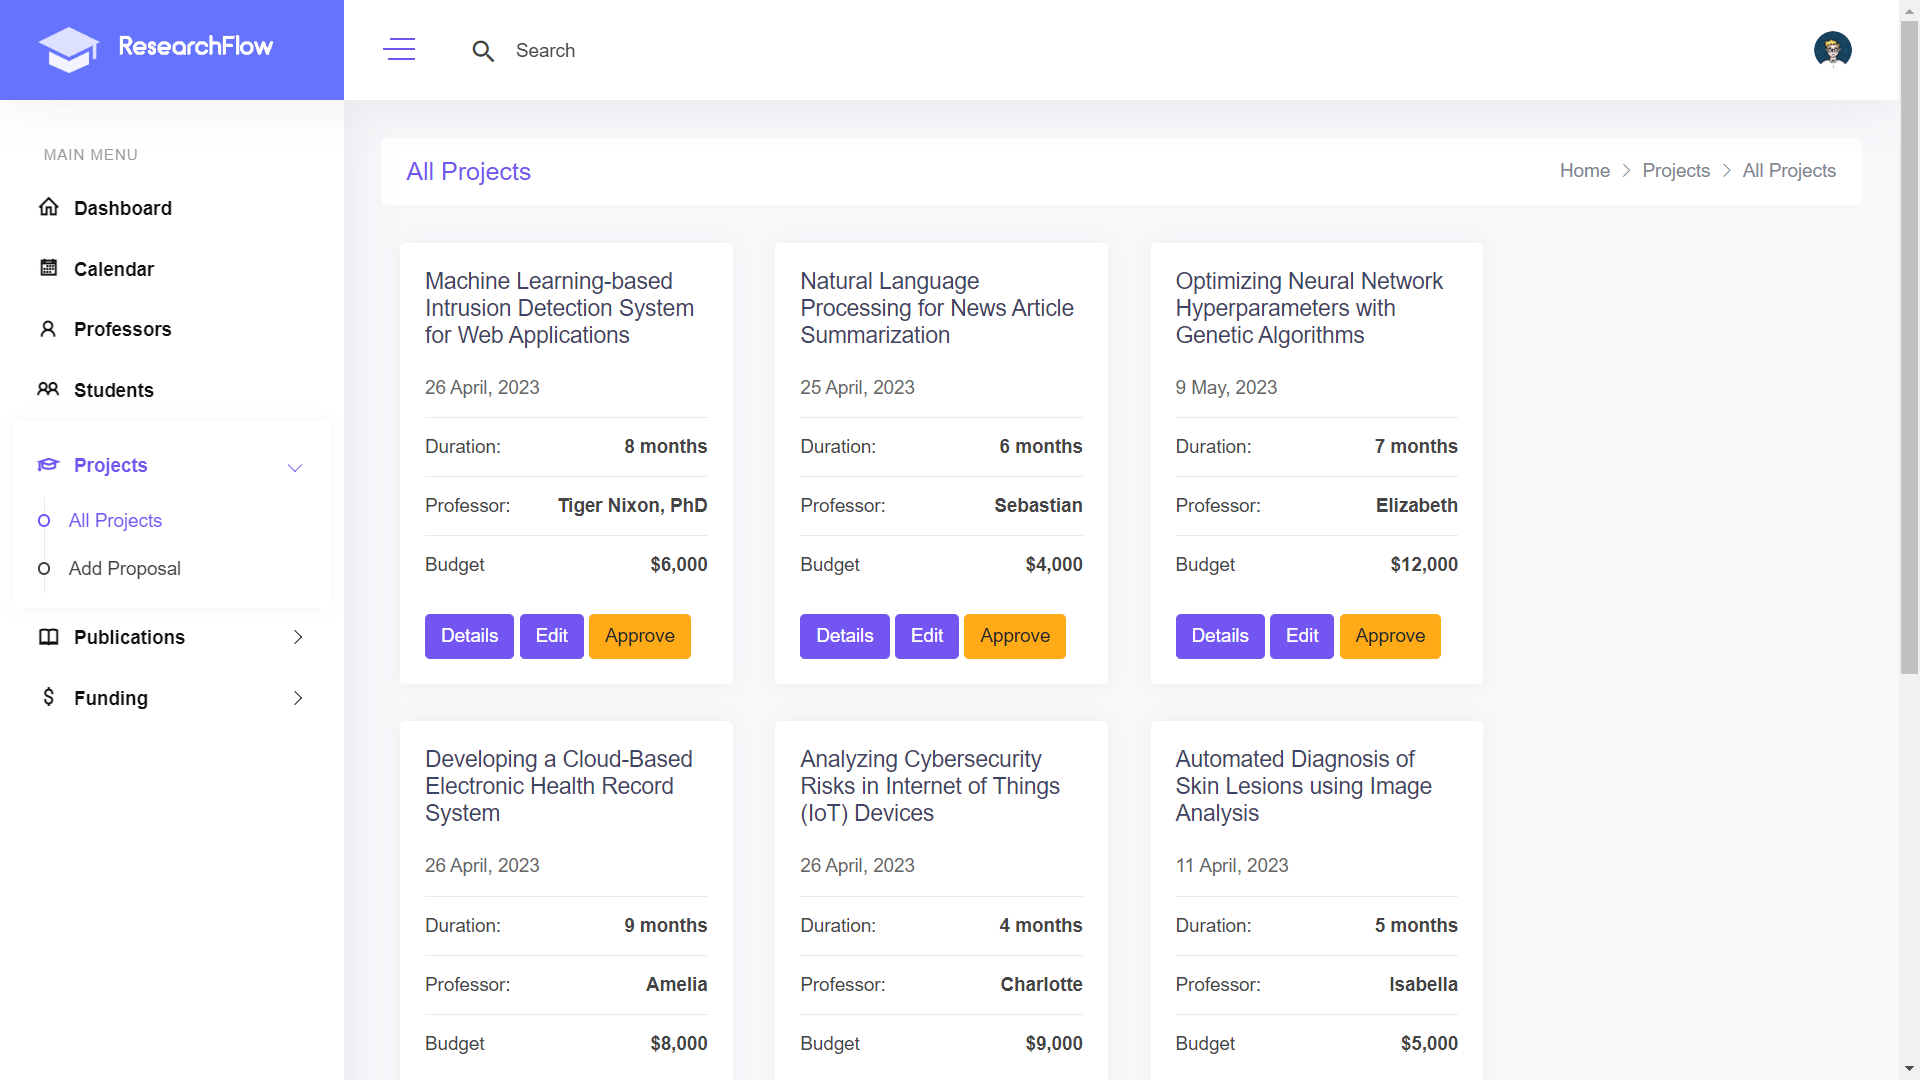 ResearchFlow
Search
MAIN MENU
Dashboard
Calendar
Professors
Students
Projects
All Projects
Add Proposal
Publications
Funding
All Projects
Home > Projects > All Projects
Machine Learning-based
Intrusion Detection System
for Web Applications
26 April, 2023
Duration: 8 months
Professor: Tiger Nixon, PhD
Budget $6,000
Details Edit Approve
Natural Language
Processing for News Article
Summarization
25 April, 2023
Duration: 6 months
Professor: Sebastian
Budget $4,000
Details Edit Approve
Optimizing Neural Network
Hyperparameters with
Genetic Algorithms
9 May, 2023
Duration: 7 months
Professor: Elizabeth
Budget $12,000
Details Edit Approve
Developing a Cloud-Based
Electronic Health Record
System
26 April, 2023
Duration: 9 months
Professor: Amelia
Budget $8,000
Analyzing Cybersecurity
Risks in Internet of Things
(IoT) Devices
26 April, 2023
Duration: 4 months
Professor: Charlotte
Budget $9,000
Automated Diagnosis of
Skin Lesions using Image
Analysis
11 April, 2023
Duration: 5 months
Professor: Isabella
Budget $5,000